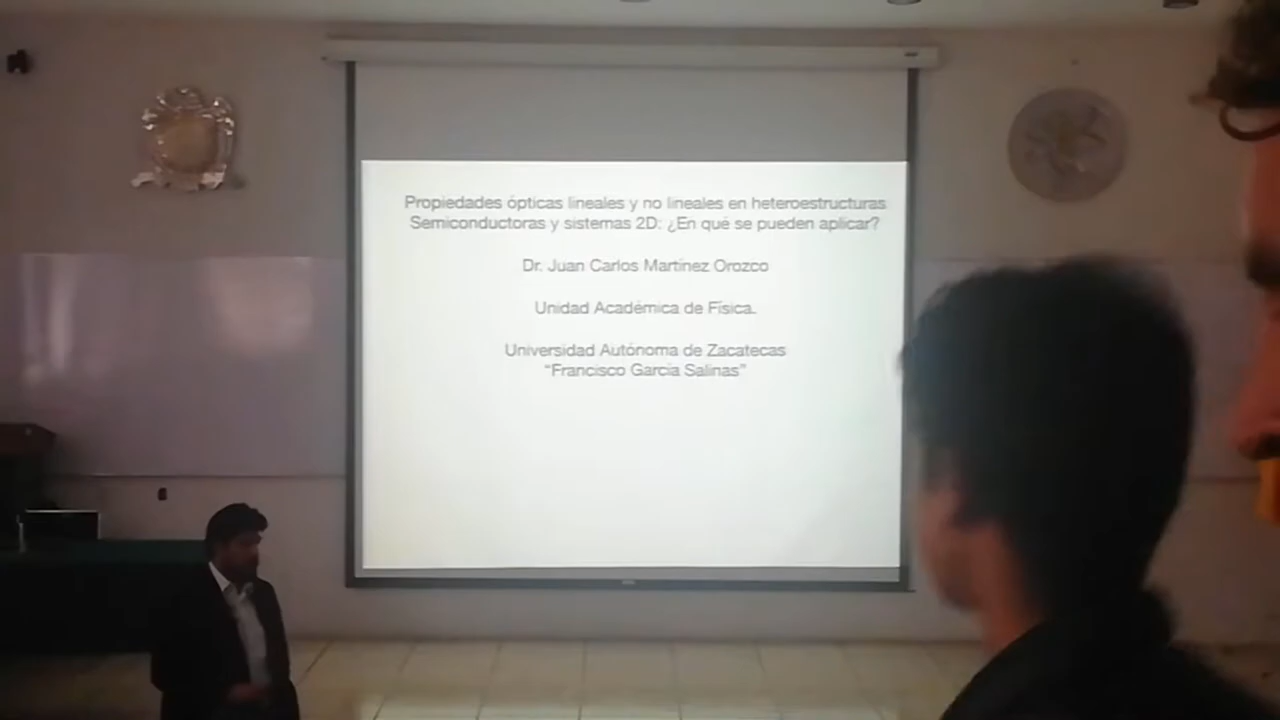 Propiedades ópticas lineales y no lineales en heteroestructuras
Semiconductoras y sistemas 2D: ¿En qué se pueden aplicar?
Dr. Juan Carlos Martínez Orozco
Unidad Académica de Física.
Universidad Autónoma de Zacatecas
“Francisco García Salinas”